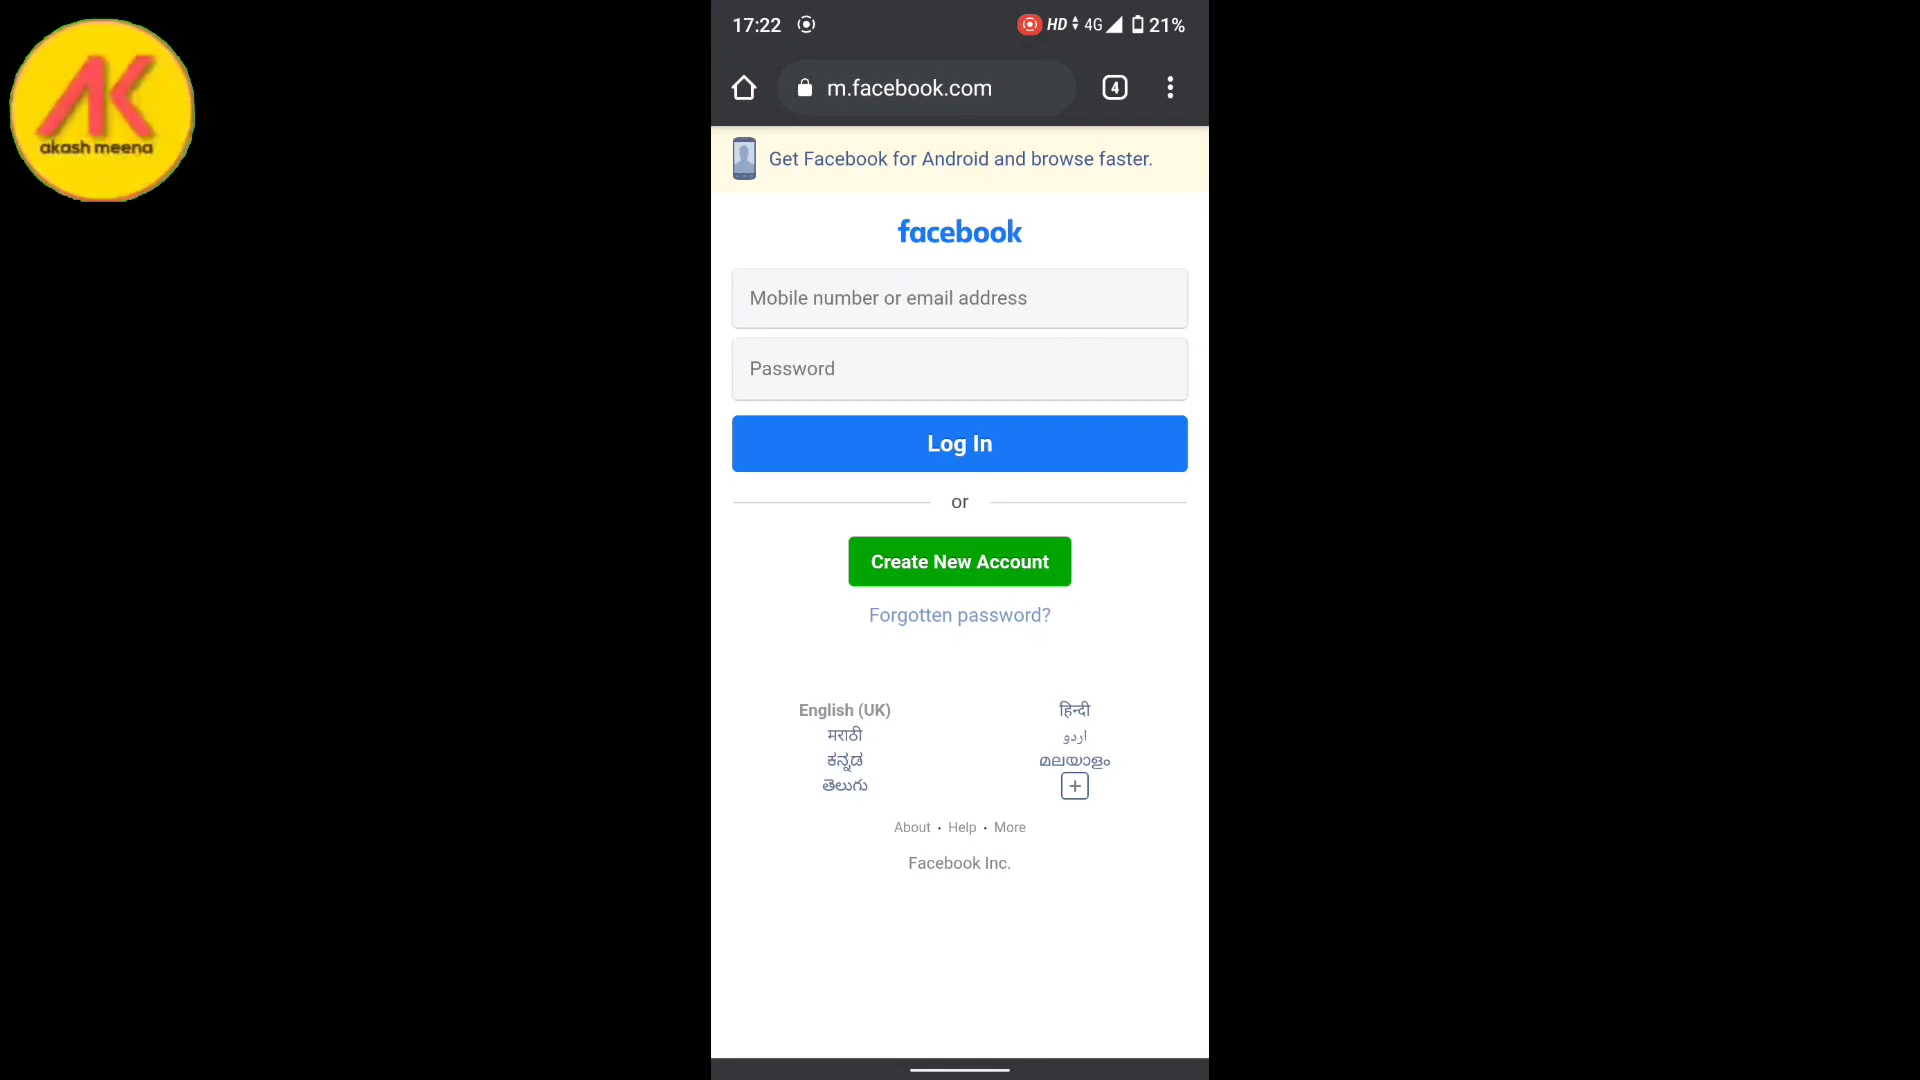 AK
akash meena
17:22 HD 4G 21%
m.facebook.com 4
Get Facebook for Android and browse faster.
facebook
Mobile number or email address
Password
Log In
or
Create New Account
Forgotten password?
English (UK) हिन्दी
मराठी اردو
ಕನ್ನಡ മലയാളം
తెలుగు +
About · Help · More
Facebook Inc.